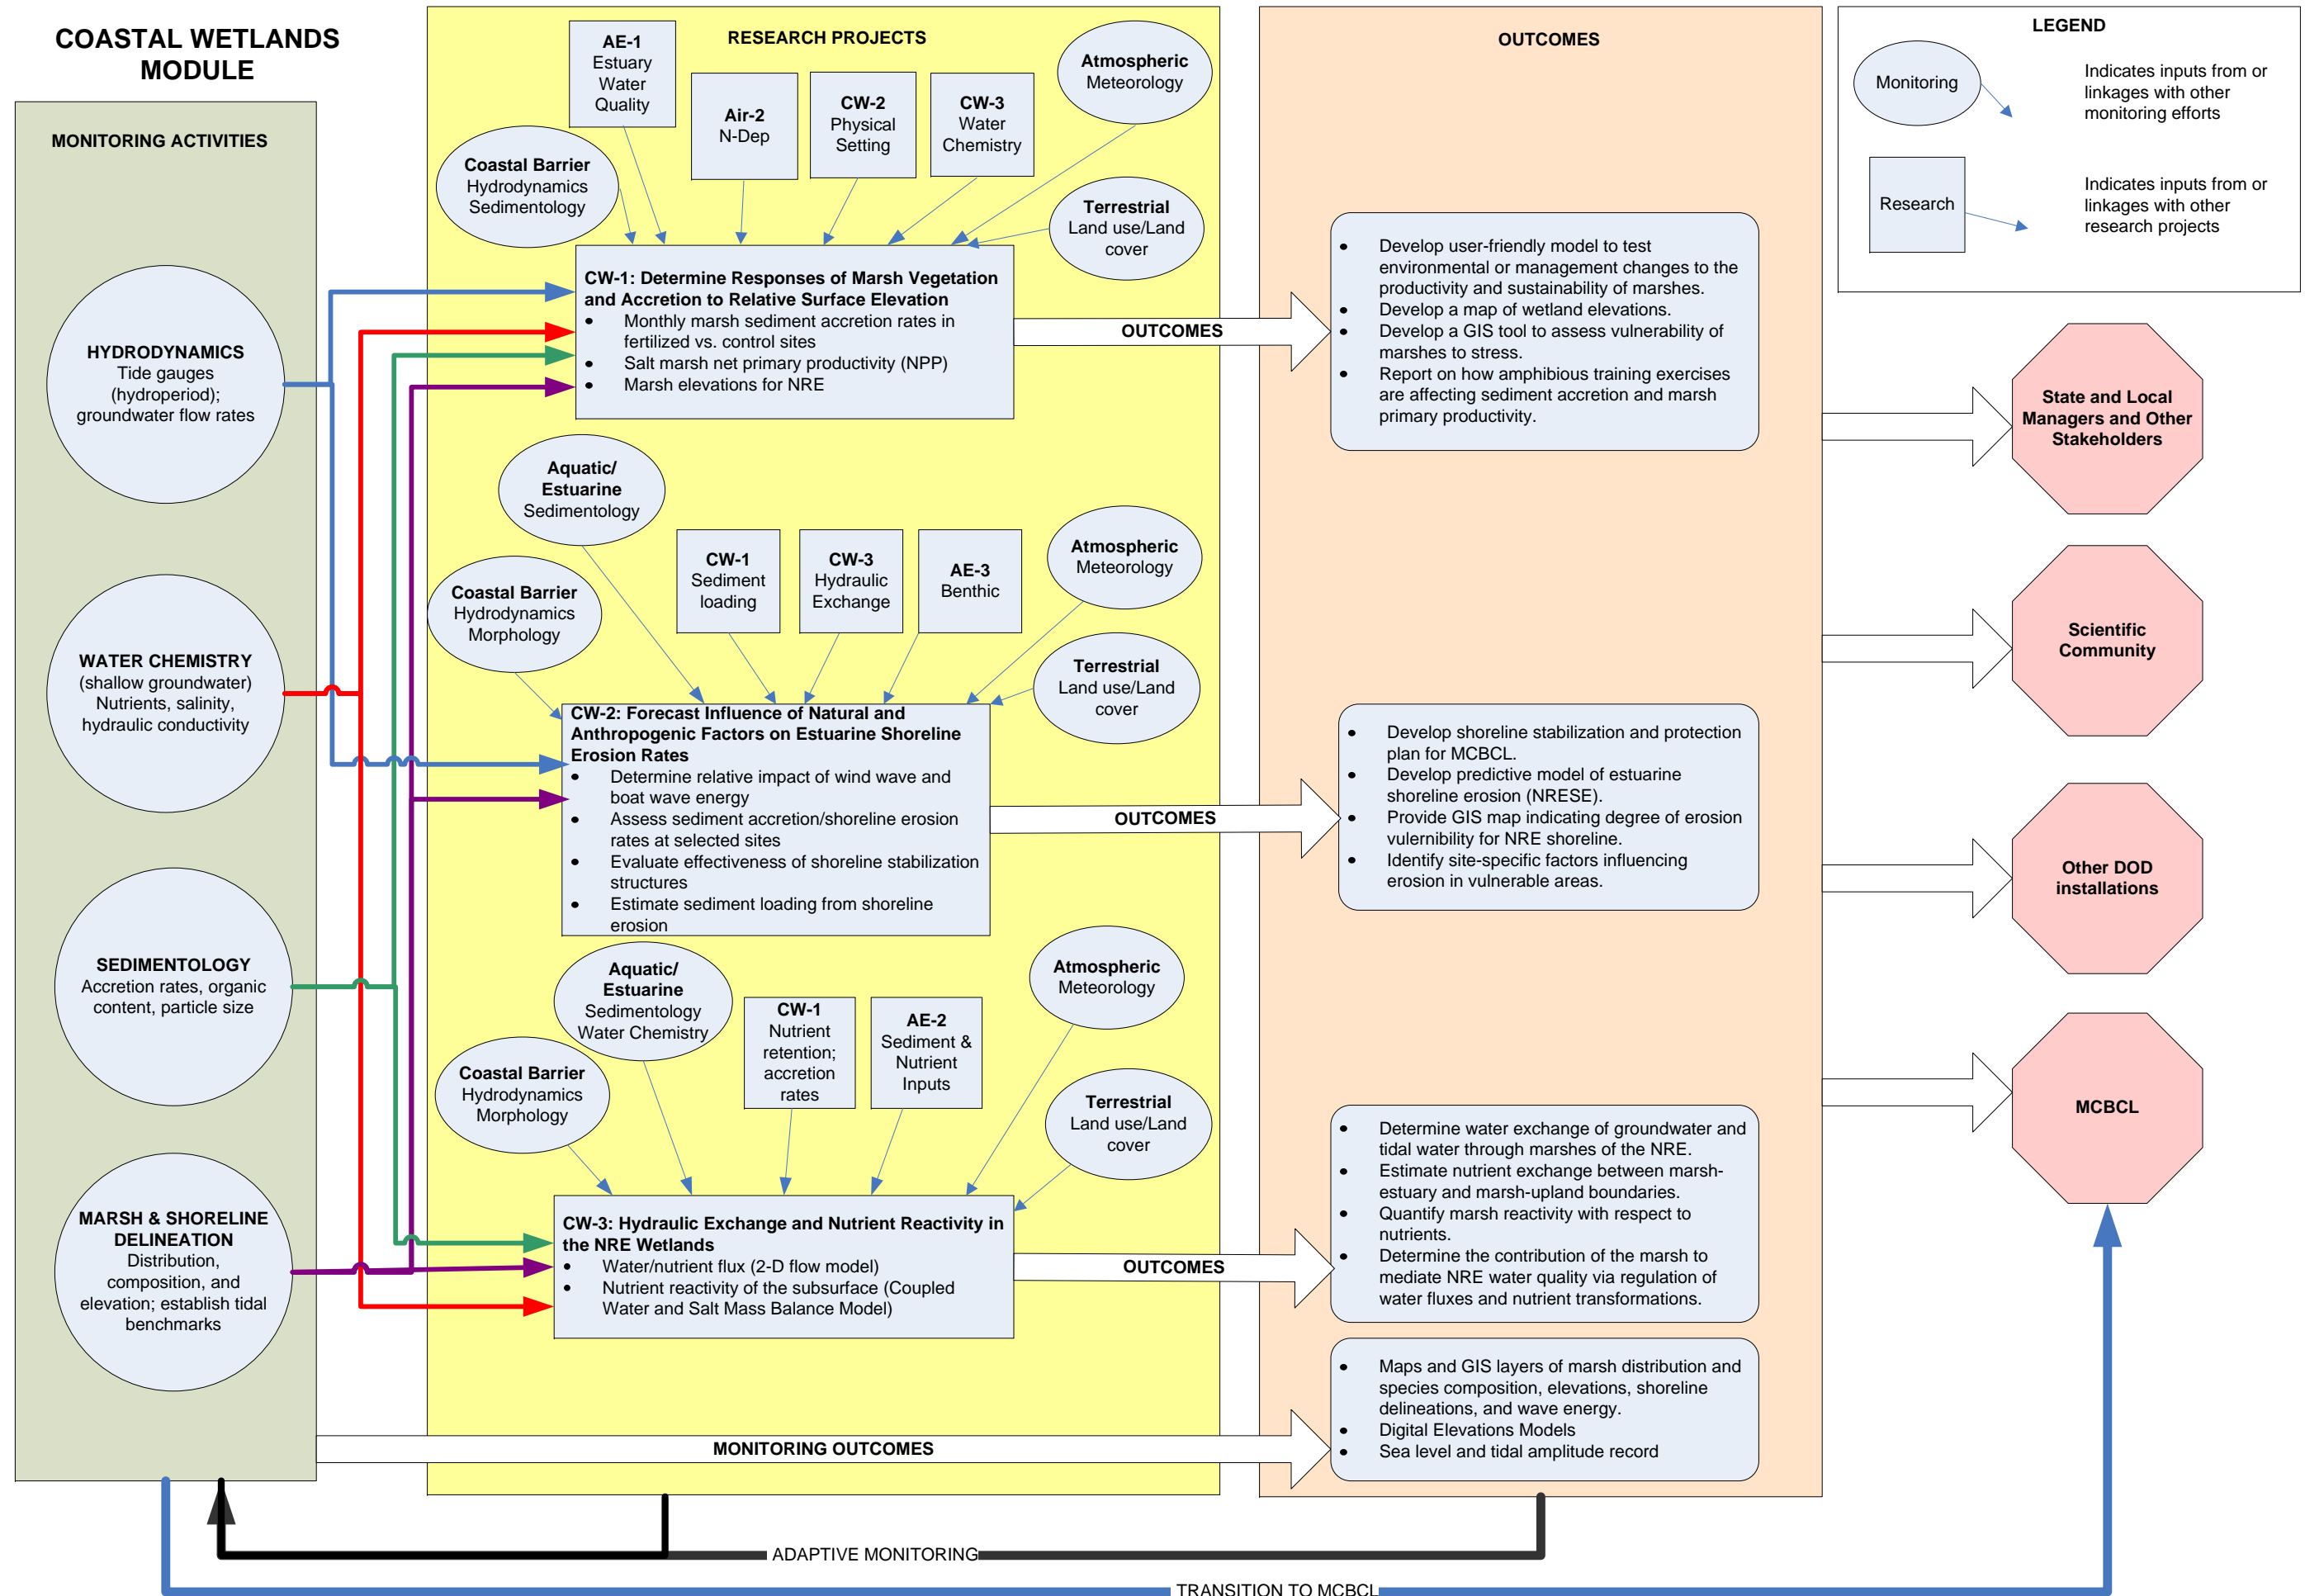 COASTAL WETLANDS
MODULE
MONITORING ACTIVITIES
HYDRODYNAMICS
Tide gauges
(hydroperiod);
groundwater flow rates
WATER CHEMISTRY
(shallow groundwater)
Nutrients, salinity,
hydraulic conductivity
SEDIMENTOLOGY
Accretion rates, organic
content, particle size
MARSH & SHORELINE
DELINEATION
Distribution,
composition, and
elevation; establish tidal
benchmarks
RESEARCH PROJECTS
AE-1
Estuary
Water
Quality
Air-2
N-Dep
CW-2
Physical
Setting
CW-3
Water
Chemistry
Atmospheric
Meteorology
Coastal Barrier
Hydrodynamics
Sedimentology
Terrestrial
Land use/Land
cover
CW-1: Determine Responses of Marsh Vegetation
and Accretion to Relative Surface Elevation
• Monthly marsh sediment accretion rates in
fertilized vs. control sites
• Salt marsh net primary productivity (NPP)
• Marsh elevations for NRE
OUTCOMES
Aquatic/
Estuarine
Sedimentology
CW-1
Sediment
loading
CW-3
Hydraulic
Exchange
AE-3
Benthic
Atmospheric
Meteorology
Coastal Barrier
Hydrodynamics
Morphology
Terrestrial
Land use/Land
cover
CW-2: Forecast Influence of Natural and
Anthropogenic Factors on Estuarine Shoreline
Erosion Rates
• Determine relative impact of wind wave and
boat wave energy
• Assess sediment accretion/shoreline erosion
rates at selected sites
• Evaluate effectiveness of shoreline stabilization
structures
• Estimate sediment loading from shoreline
erosion
OUTCOMES
Aquatic/
Estuarine
Sedimentology
Water Chemistry
CW-1
Nutrient
retention;
accretion
rates
AE-2
Sediment &
Nutrient
Inputs
Atmospheric
Meteorology
Coastal Barrier
Hydrodynamics
Morphology
Terrestrial
Land use/Land
cover
CW-3: Hydraulic Exchange and Nutrient Reactivity in
the NRE Wetlands
• Water/nutrient flux (2-D flow model)
• Nutrient reactivity of the subsurface (Coupled
Water and Salt Mass Balance Model)
OUTCOMES
MONITORING OUTCOMES
OUTCOMES
• Develop user-friendly model to test
environmental or management changes to the
productivity and sustainability of marshes.
• Develop a map of wetland elevations.
• Develop a GIS tool to assess vulnerability of
marshes to stress.
• Report on how amphibious training exercises
are affecting sediment accretion and marsh
primary productivity.
• Develop shoreline stabilization and protection
plan for MCBCL.
• Develop predictive model of estuarine
shoreline erosion (NRESE).
• Provide GIS map indicating degree of erosion
vulernibility for NRE shoreline.
• Identify site-specific factors influencing
erosion in vulnerable areas.
• Determine water exchange of groundwater and
tidal water through marshes of the NRE.
• Estimate nutrient exchange between marsh-
estuary and marsh-upland boundaries.
• Quantify marsh reactivity with respect to
nutrients.
• Determine the contribution of the marsh to
mediate NRE water quality via regulation of
water fluxes and nutrient transformations.
• Maps and GIS layers of marsh distribution and
species composition, elevations, shoreline
delineations, and wave energy.
• Digital Elevations Models
• Sea level and tidal amplitude record
LEGEND
Monitoring
Indicates inputs from or
linkages with other
monitoring efforts
Research
Indicates inputs from or
linkages with other
research projects
State and Local
Managers and Other
Stakeholders
Scientific
Community
Other DOD
installations
MCBCL
ADAPTIVE MONITORING
TRANSITION TO MCBCL